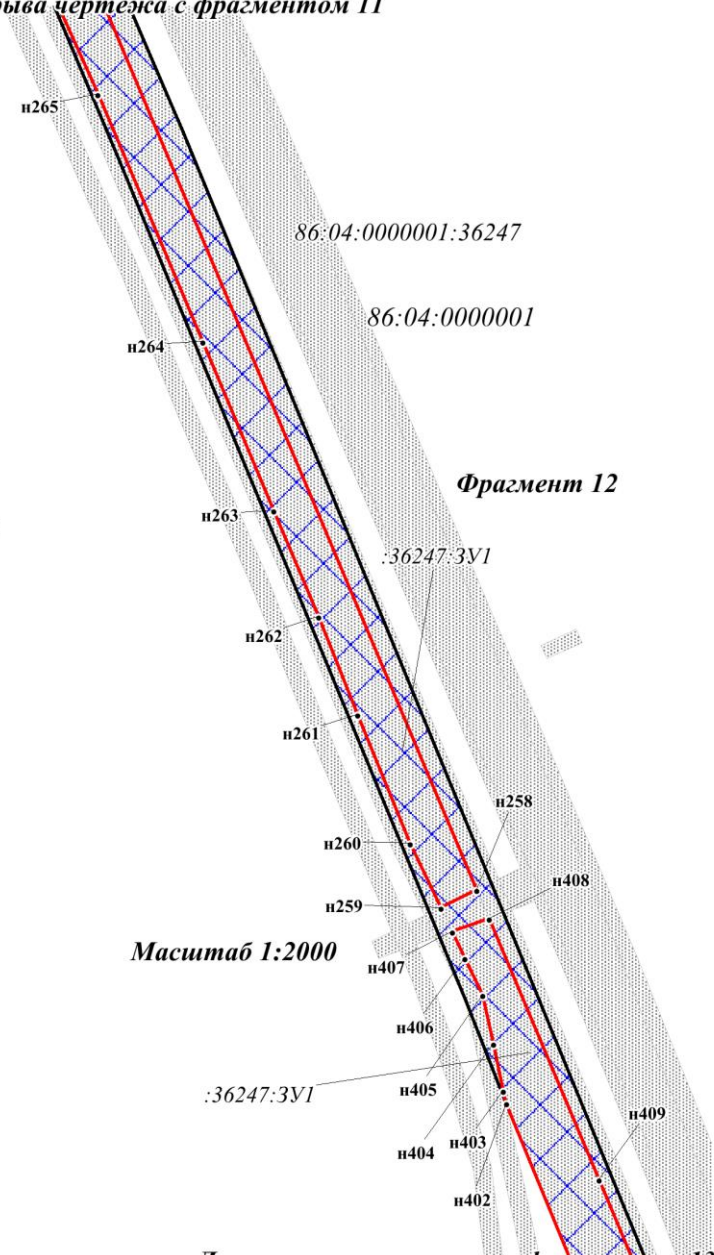 чертежа с фрагментом 11
н265
86:04:0000001:36247
86:04:0000001
н264
Фрагмент 12
н263
:36247:ЗУ1
н262
н261
н258
н260
н408
н259
Масштаб 1:2000
н407
н406
н405
:36247:ЗУ1
н409
н403
н404
н402